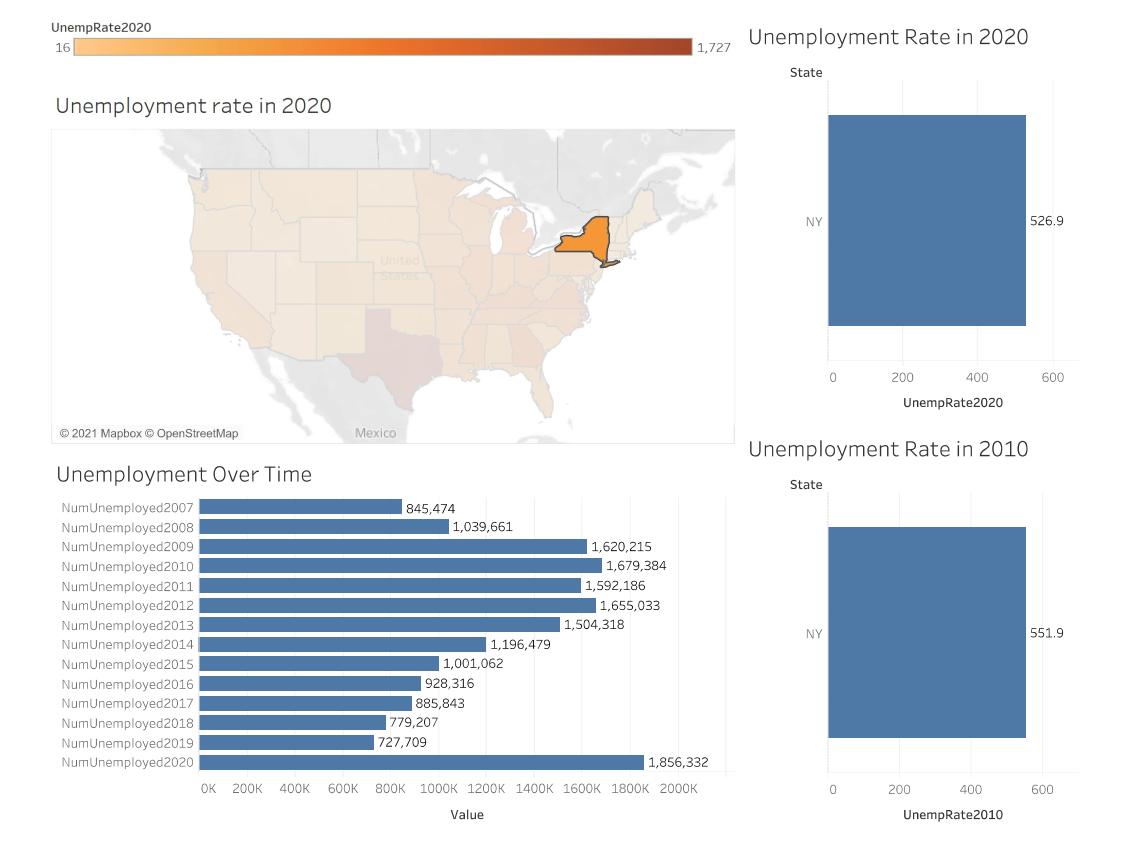 UnempRate2020
16 1,727
Unemployment rate in 2020
United
States
© 2021 Mapbox © OpenStreetMap
Mexico
Unemployment Over Time
NumUnemployed2007 845,474
NumUnemployed2008 1,039,661
NumUnemployed2009 1,620,215
NumUnemployed2010 1,679,384
NumUnemployed2011 1,592,186
NumUnemployed2012 1,655,033
NumUnemployed2013 1,504,318
NumUnemployed2014 1,196,479
NumUnemployed2015 1,001,062
NumUnemployed2016 928,316
NumUnemployed2017 885,843
NumUnemployed2018 779,207
NumUnemployed2019 727,709
NumUnemployed2020 1,856,332
0K 200K 400K 600K 800K 1000K 1200K 1400K 1600K 1800K 2000K
Value
Unemployment Rate in 2020
State
NY 526.9
0 200 400 600
UnempRate2020
Unemployment Rate in 2010
State
NY 551.9
0 200 400 600
UnempRate2010